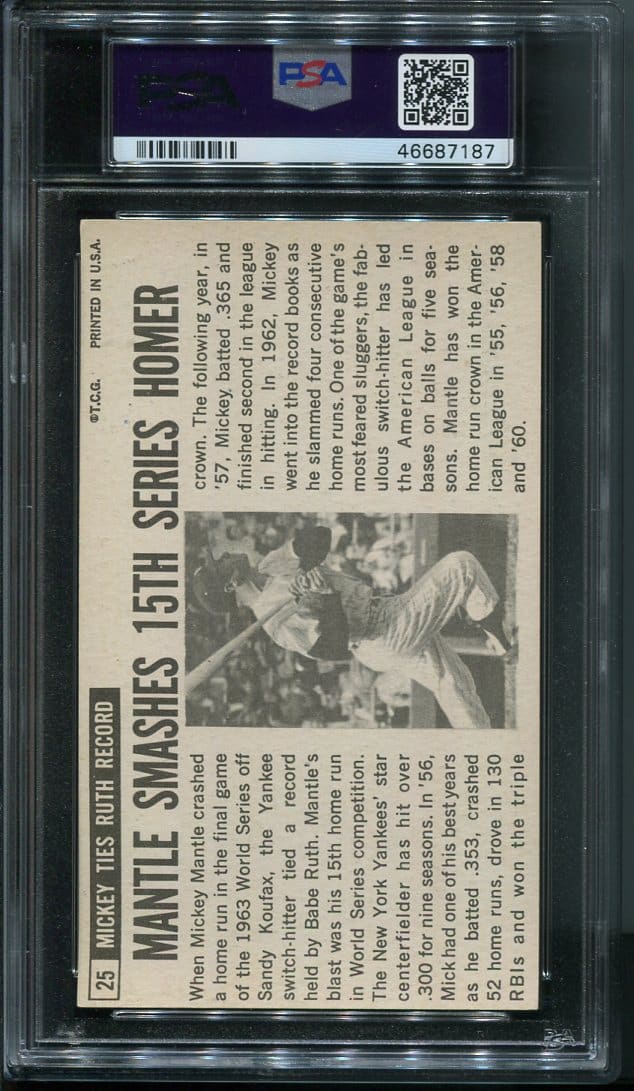 PSA
46687187
25 MICKEY TIES RUTH RECORD
©T.C.G. PRINTED IN U.S.A.
MANTLE SMASHES 15TH SERIES HOMER
When Mickey Mantle crashed
a home run in the final game
of the 1963 World Series off
Sandy Koufax, the Yankee
switch-hitter tied a record
held by Babe Ruth. Mantle's
blast was his 15th home run
in World Series competition.
The New York Yankees' star
centerfielder has hit over
.300 for nine seasons. In '56,
Mick had one of his best years
as he batted .353, crashed
52 home runs, drove in 130
RBIs and won the triple
crown. The following year, in
'57, Mickey, batted .365 and
finished second in the league
in hitting. In 1962, Mickey
went into the record books as
he slammed four consecutive
home runs. One of the game's
most feared sluggers, the fab-
ulous switch-hitter has led
the American League in
bases on balls for five sea-
sons. Mantle has won the
home run crown in the Amer-
ican League in '55, '56, '58
and '60.
PSA